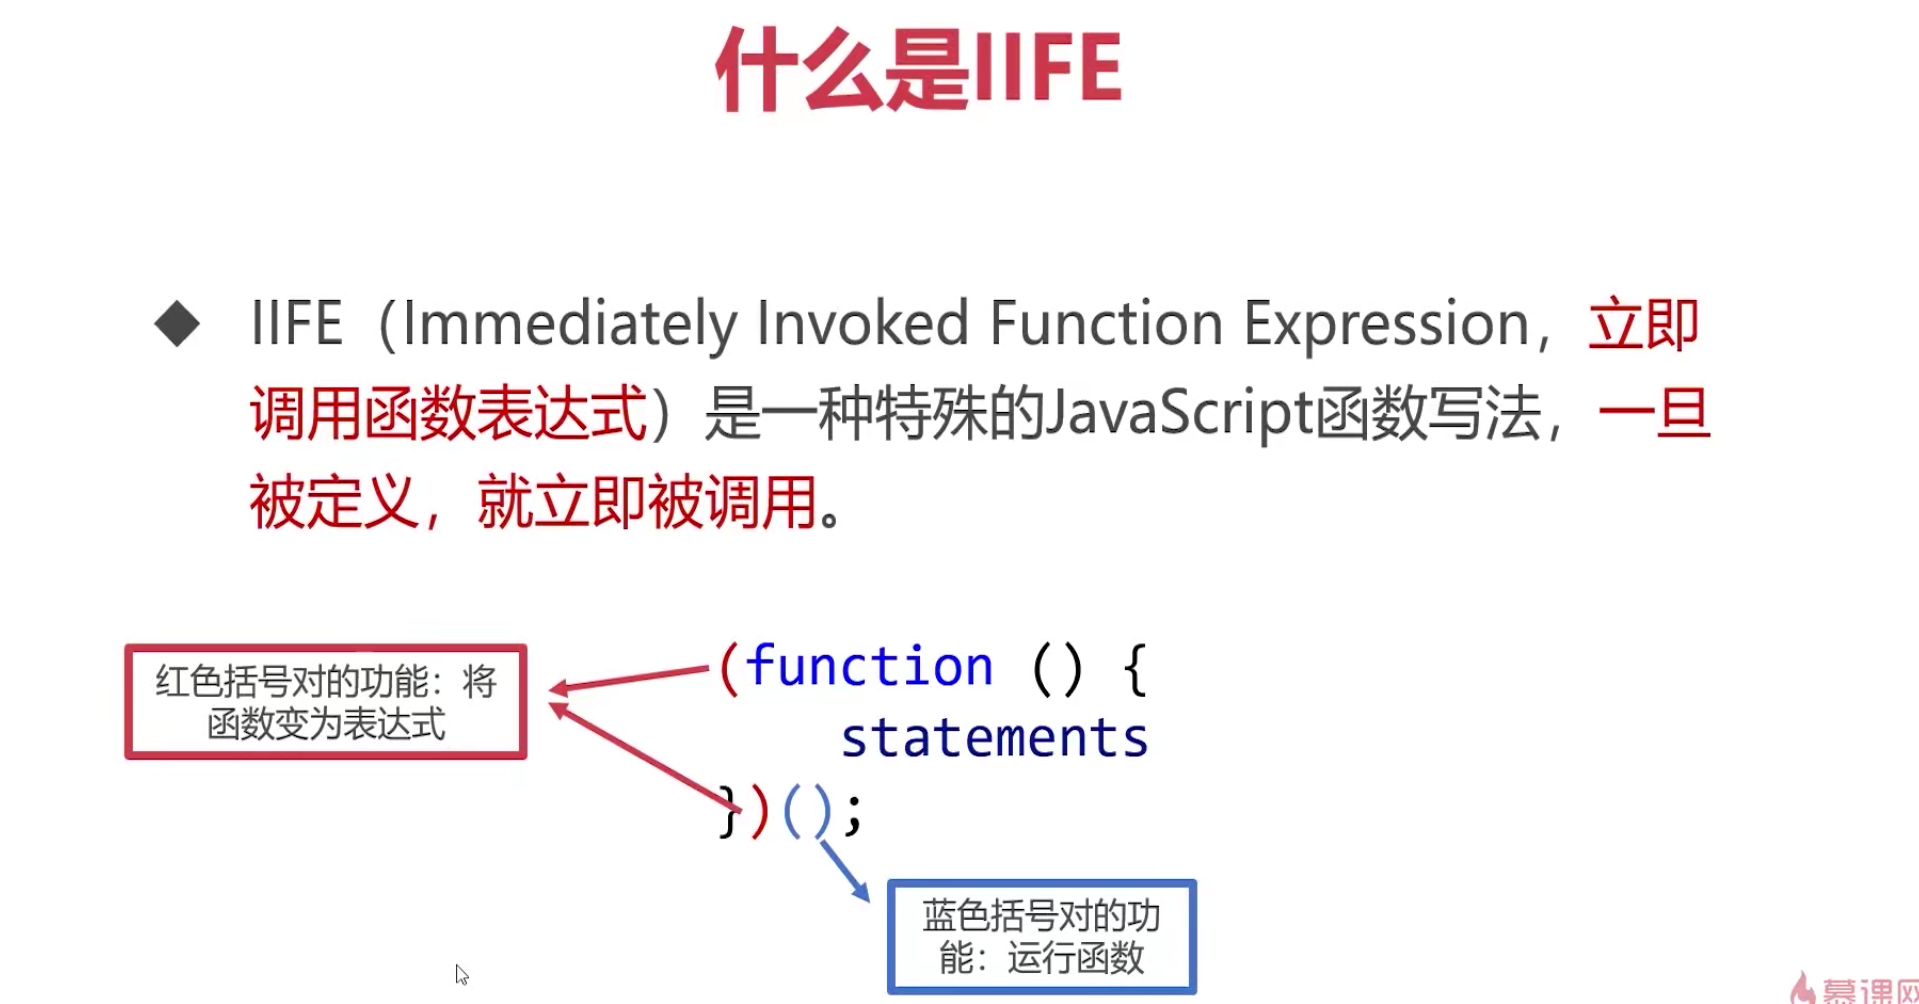 什么是IIFE
◆ IIFE（Immediately Invoked Function Expression，立即
调用函数表达式）是一种特殊的JavaScript函数写法，一旦
被定义，就立即被调用。
红色括号对的功能：将
函数变为表达式
(function () {
statements
})();
蓝色括号对的功
能：运行函数
慕课网